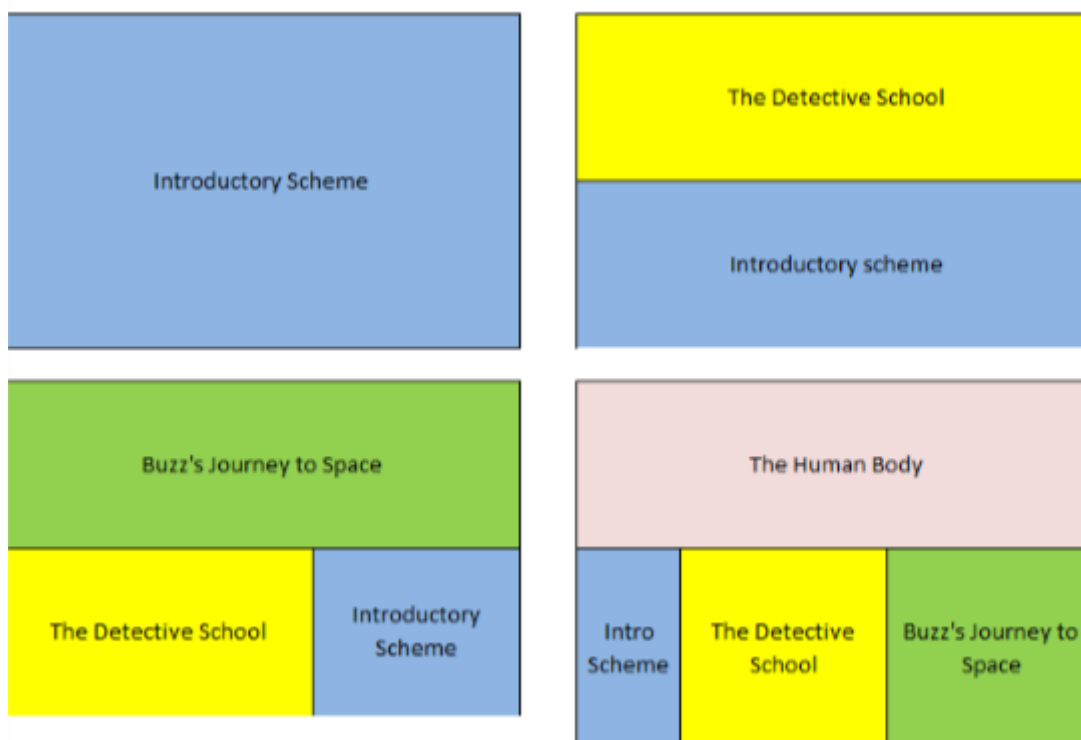 Introductory Scheme
The Detective School
Introductory scheme
Buzz's Journey to Space
The Detective School
Introductory
Scheme
The Human Body
Intro
Scheme
The Detective
School
Buzz's Journey to
Space